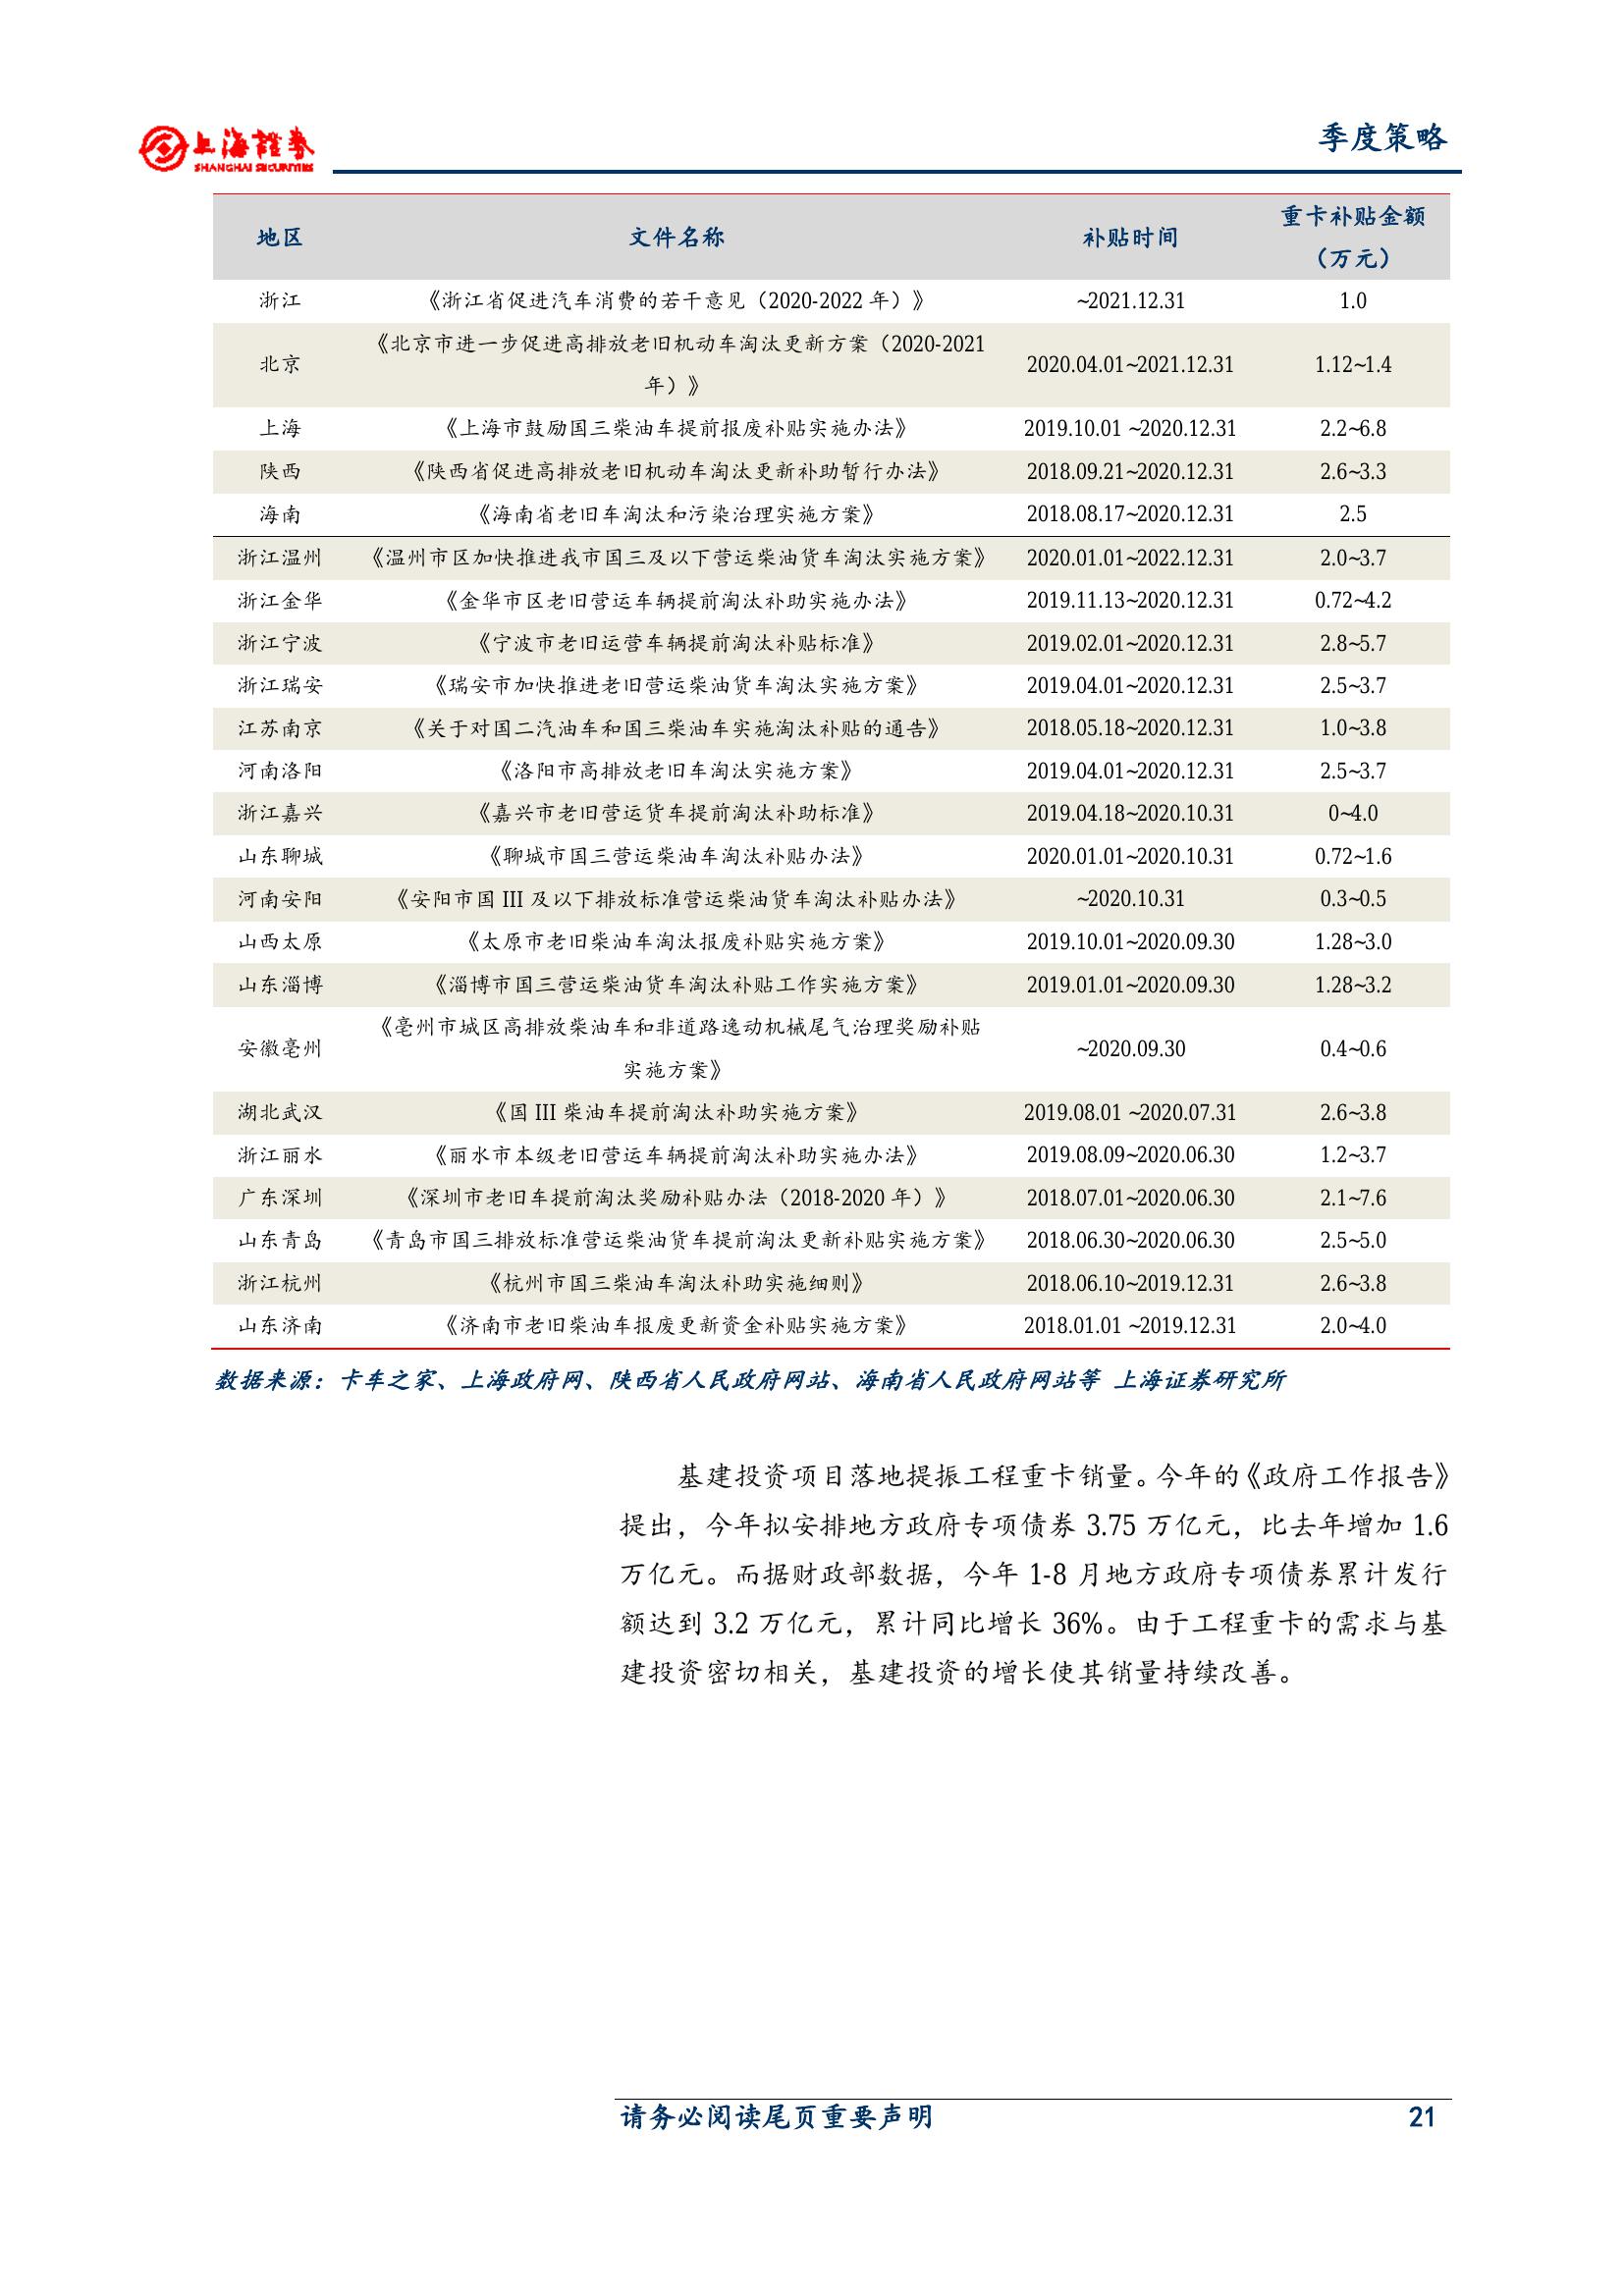 上海證券
SHANGHAI SECURITIES
季度策略
地区 文件名称 补贴时间 重卡补贴金额
（万元）
浙江 《浙江省促进汽车消费的若干意见（2020-2022 年）》 ~2021.12.31 1.0
北京 《北京市进一步促进高排放老旧机动车淘汰更新方案（2020-2021
年）》 2020.04.01~2021.12.31 1.12~1.4
上海 《上海市鼓励国三柴油车提前报废补贴实施办法》 2019.10.01 ~2020.12.31 2.2~6.8
陕西 《陕西省促进高排放老旧机动车淘汰更新补助暂行办法》 2018.09.21~2020.12.31 2.6~3.3
海南 《海南省老旧车淘汰和污染治理实施方案》 2018.08.17~2020.12.31 2.5
浙江温州 《温州市区加快推进我市国三及以下营运柴油货车淘汰实施方案》 2020.01.01~2022.12.31 2.0~3.7
浙江金华 《金华市区老旧营运车辆提前淘汰补助实施办法》 2019.11.13~2020.12.31 0.72~4.2
浙江宁波 《宁波市老旧运营车辆提前淘汰补贴标准》 2019.02.01~2020.12.31 2.8~5.7
浙江瑞安 《瑞安市加快推进老旧营运柴油货车淘汰实施方案》 2019.04.01~2020.12.31 2.5~3.7
江苏南京 《关于对国二汽油车和国三柴油车实施淘汰补贴的通告》 2018.05.18~2020.12.31 1.0~3.8
河南洛阳 《洛阳市高排放老旧车淘汰实施方案》 2019.04.01~2020.12.31 2.5~3.7
浙江嘉兴 《嘉兴市老旧营运货车提前淘汰补助标准》 2019.04.18~2020.10.31 0~4.0
山东聊城 《聊城市国三营运柴油车淘汰补贴办法》 2020.01.01~2020.10.31 0.72~1.6
河南安阳 《安阳市国 III 及以下排放标准营运柴油货车淘汰补贴办法》 ~2020.10.31 0.3~0.5
山西太原 《太原市老旧柴油车淘汰报废补贴实施方案》 2019.10.01~2020.09.30 1.28~3.0
山东淄博 《淄博市国三营运柴油货车淘汰补贴工作实施方案》 2019.01.01~2020.09.30 1.28~3.2
安徽亳州 《亳州市城区高排放柴油车和非道路逸动机械尾气治理奖励补贴
实施方案》 ~2020.09.30 0.4~0.6
湖北武汉 《国 III 柴油车提前淘汰补助实施方案》 2019.08.01 ~2020.07.31 2.6~3.8
浙江丽水 《丽水市本级老旧营运车辆提前淘汰补助实施办法》 2019.08.09~2020.06.30 1.2~3.7
广东深圳 《深圳市老旧车提前淘汰奖励补贴办法（2018-2020 年）》 2018.07.01~2020.06.30 2.1~7.6
山东青岛 《青岛市国三排放标准营运柴油货车提前淘汰更新补贴实施方案》 2018.06.30~2020.06.30 2.5~5.0
浙江杭州 《杭州市国三柴油车淘汰补助实施细则》 2018.06.10~2019.12.31 2.6~3.8
山东济南 《济南市老旧柴油车报废更新资金补贴实施方案》 2018.01.01 ~2019.12.31 2.0~4.0
数据来源：卡车之家、上海政府网、陕西省人民政府网站、海南省人民政府网站等 上海证券研究所
基建投资项目落地提振工程重卡销量。今年的《政府工作报告》
提出，今年拟安排地方政府专项债券 3.75 万亿元，比去年增加 1.6
万亿元。而据财政部数据，今年 1-8 月地方政府专项债券累计发行
额达到 3.2 万亿元，累计同比增长 36%。由于工程重卡的需求与基
建投资密切相关，基建投资的增长使其销量持续改善。
请务必阅读尾页重要声明 21